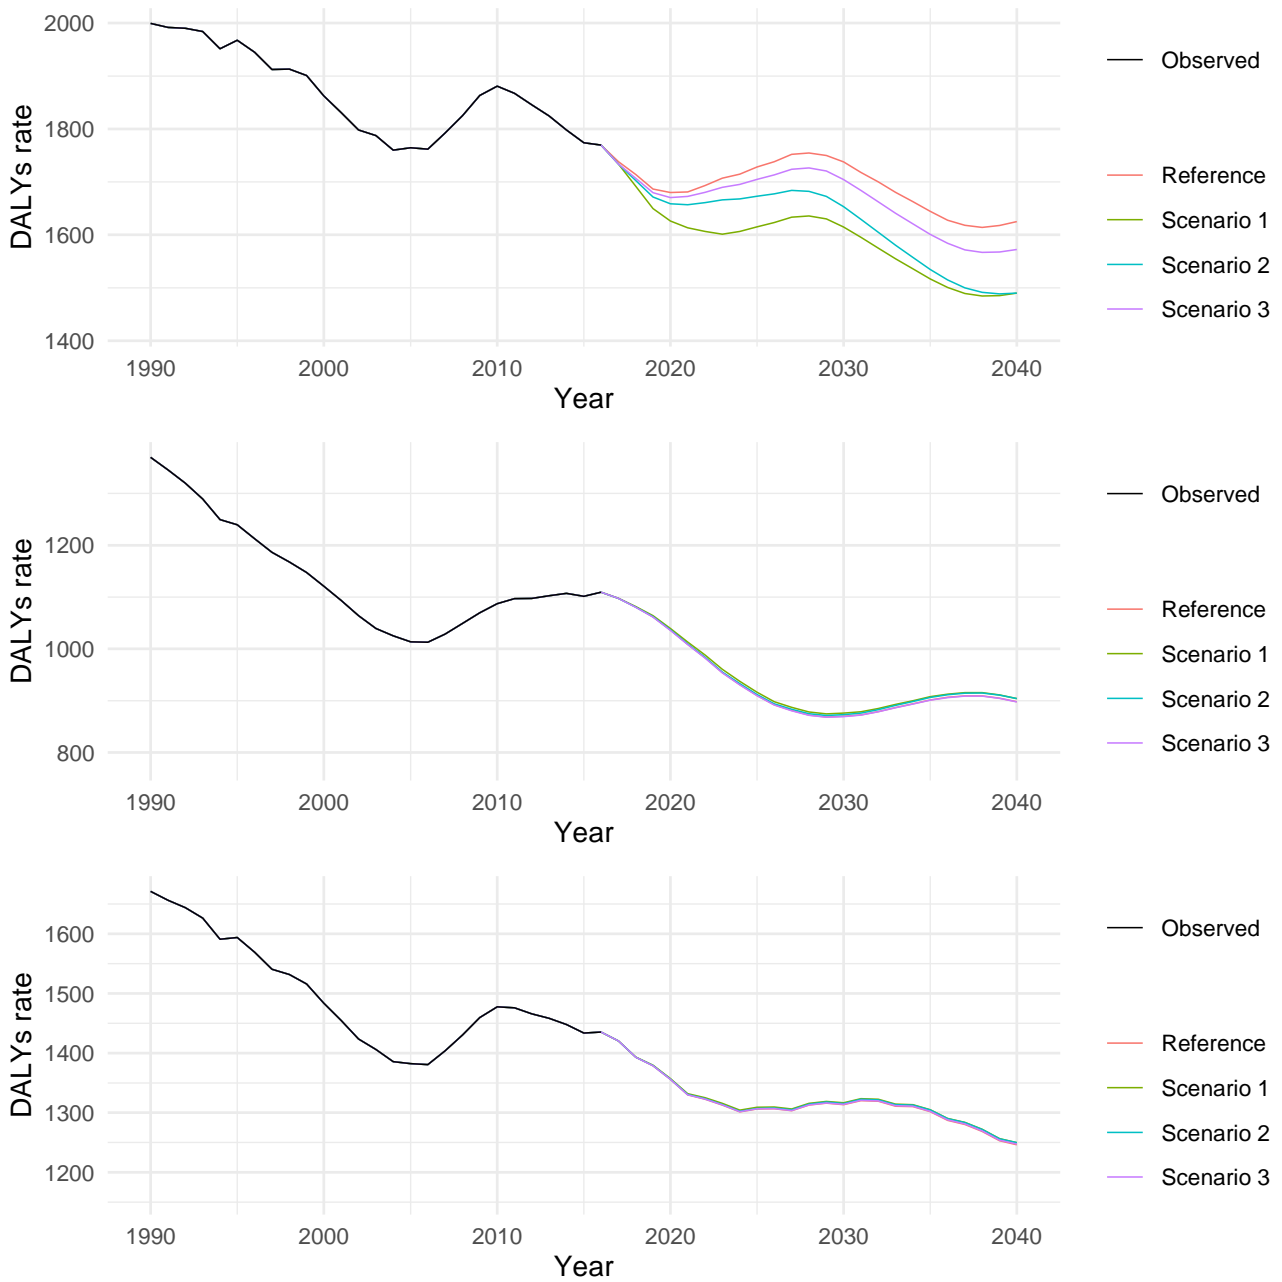 2000
1800
1600
1400
DALYs rate
1990 2000 2010 2020 2030 2040
Year
Observed
Reference
Scenario 1
Scenario 2
Scenario 3
1200
1000
800
DALYs rate
1990 2000 2010 2020 2030 2040
Year
Observed
Reference
Scenario 1
Scenario 2
Scenario 3
1600
1500
1400
1300
1200
DALYs rate
1990 2000 2010 2020 2030 2040
Year
Observed
Reference
Scenario 1
Scenario 2
Scenario 3